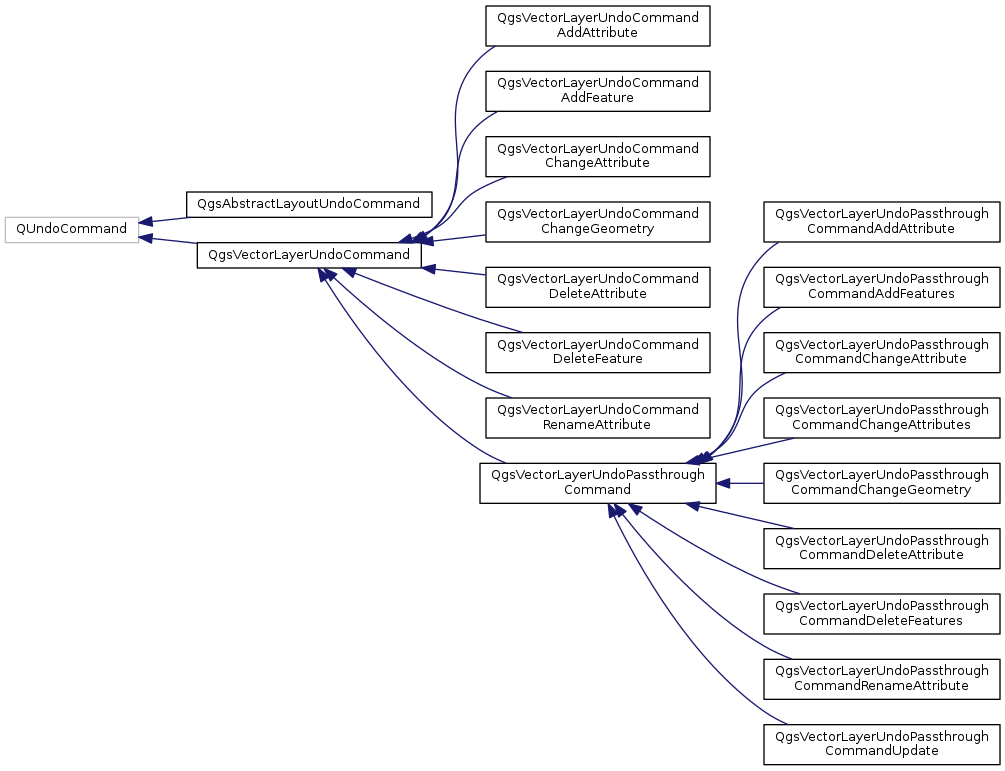 QUndoCommand
QgsAbstractLayoutUndoCommand
QgsVectorLayerUndoCommand
QgsVectorLayerUndoCommand
AddAttribute
QgsVectorLayerUndoCommand
AddFeature
QgsVectorLayerUndoCommand
ChangeAttribute
QgsVectorLayerUndoCommand
ChangeGeometry
QgsVectorLayerUndoCommand
DeleteAttribute
QgsVectorLayerUndoCommand
DeleteFeature
QgsVectorLayerUndoCommand
RenameAttribute
QgsVectorLayerUndoPassthrough
Command
QgsVectorLayerUndoPassthrough
CommandAddAttribute
QgsVectorLayerUndoPassthrough
CommandAddFeatures
QgsVectorLayerUndoPassthrough
CommandChangeAttribute
QgsVectorLayerUndoPassthrough
CommandChangeAttributes
QgsVectorLayerUndoPassthrough
CommandChangeGeometry
QgsVectorLayerUndoPassthrough
CommandDeleteAttribute
QgsVectorLayerUndoPassthrough
CommandDeleteFeatures
QgsVectorLayerUndoPassthrough
CommandRenameAttribute
QgsVectorLayerUndoPassthrough
CommandUpdate